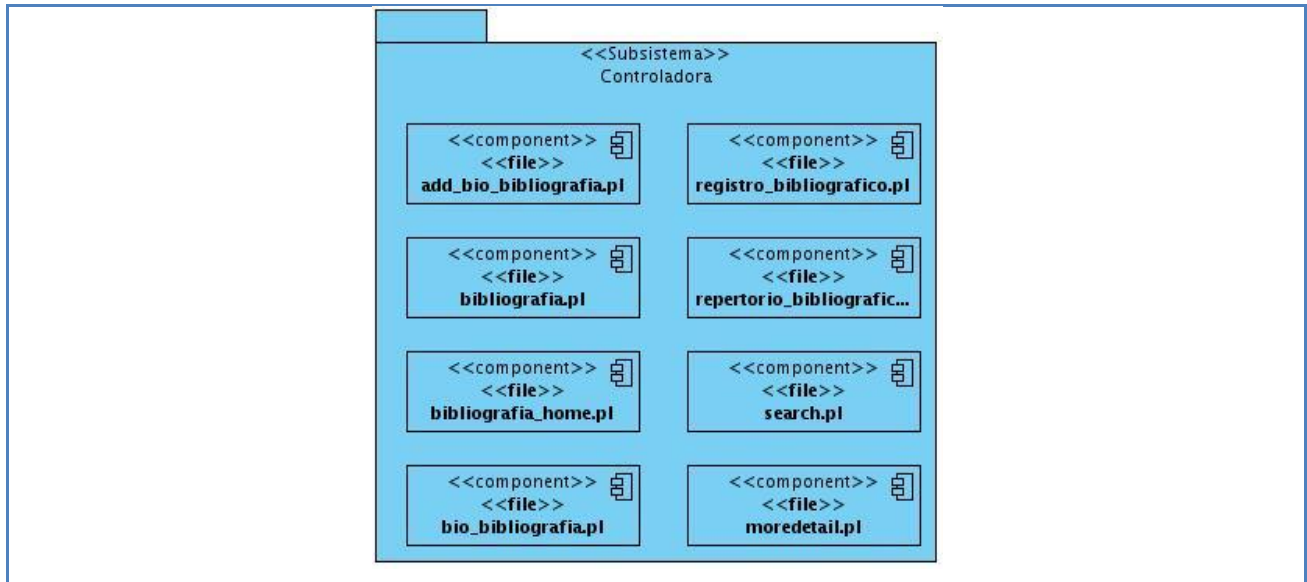 <<Subsistema>>
Controladora
<<component>>
<<file>>
add_bio_bibliografia.pl
<<component>>
<<file>>
registro_bibliografico.pl
<<component>>
<<file>>
bibliografia.pl
<<component>>
<<file>>
repertorio_bibliografic...
<<component>>
<<file>>
bibliografia_home.pl
<<component>>
<<file>>
search.pl
<<component>>
<<file>>
bio_bibliografia.pl
<<component>>
<<file>>
moredetail.pl